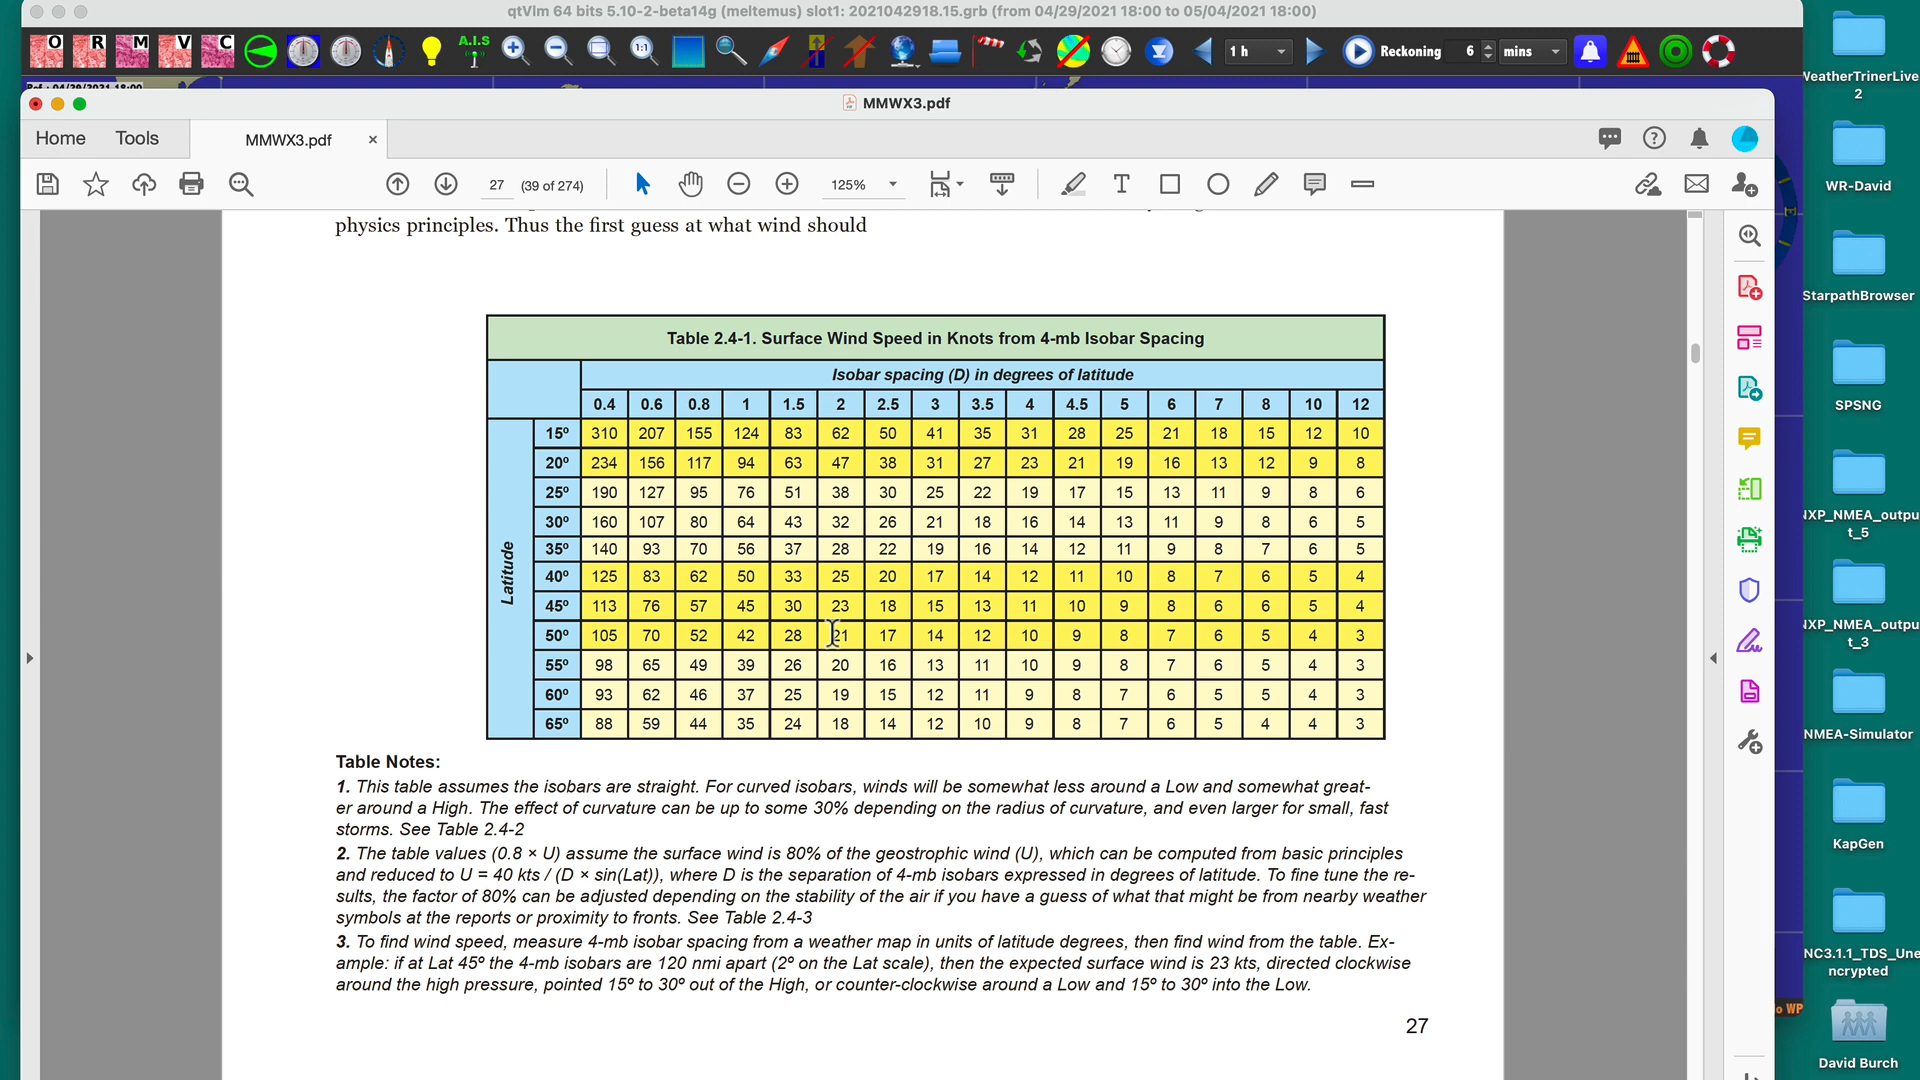 qtVlm 64 bits 5.10-2-beta14g (meltemus) slot1: 2021042918.15.grb (from 04/29/2021 18:00 to 05/04/2021 18:00)
O R M V C A.I.S 1:1 1 h Reckoning 6 mins
MMWX3.pdf
Home Tools MMWX3.pdf ×
27 (39 of 274) 125%
physics principles. Thus the first guess at what wind should
Table 2.4-1. Surface Wind Speed in Knots from 4-mb Isobar Spacing
Isobar spacing (D) in degrees of latitude
0.4 0.6 0.8 1 1.5 2 2.5 3 3.5 4 4.5 5 6 7 8 10 12
Latitude
15º 310 207 155 124 83 62 50 41 35 31 28 25 21 18 15 12 10
20º 234 156 117 94 63 47 38 31 27 23 21 19 16 13 12 9 8
25º 190 127 95 76 51 38 30 25 22 19 17 15 13 11 9 8 6
30º 160 107 80 64 43 32 26 21 18 16 14 13 11 9 8 6 5
35º 140 93 70 56 37 28 22 19 16 14 12 11 9 8 7 6 5
40º 125 83 62 50 33 25 20 17 14 12 11 10 8 7 6 5 4
45º 113 76 57 45 30 23 18 15 13 11 10 9 8 6 6 5 4
50º 105 70 52 42 28 21 17 14 12 10 9 8 7 6 5 4 3
55º 98 65 49 39 26 20 16 13 11 10 9 8 7 6 5 4 3
60º 93 62 46 37 25 19 15 12 11 9 8 7 6 5 5 4 3
65º 88 59 44 35 24 18 14 12 10 9 8 7 6 5 4 4 3
Table Notes:
1. This table assumes the isobars are straight. For curved isobars, winds will be somewhat less around a Low and somewhat great-
er around a High. The effect of curvature can be up to some 30% depending on the radius of curvature, and even larger for small, fast
storms. See Table 2.4-2
2. The table values (0.8 × U) assume the surface wind is 80% of the geostrophic wind (U), which can be computed from basic principles
and reduced to U = 40 kts / (D × sin(Lat)), where D is the separation of 4-mb isobars expressed in degrees of latitude. To fine tune the re-
sults, the factor of 80% can be adjusted depending on the stability of the air if you have a guess of what that might be from nearby weather
symbols at the reports or proximity to fronts. See Table 2.4-3
3. To find wind speed, measure 4-mb isobar spacing from a weather map in units of latitude degrees, then find wind from the table. Ex-
ample: if at Lat 45º the 4-mb isobars are 120 nmi apart (2º on the Lat scale), then the expected surface wind is 23 kts, directed clockwise
around the high pressure, pointed 15º to 30º out of the High, or counter-clockwise around a Low and 15º to 30º into the Low.
27
WeatherTrinerLive
2
WR-David
StarpathBrowser
SPSNG
NXP_NMEA_outpu
t_5
NXP_NMEA_outpu
t_3
NMEA-Simulator
KapGen
NC3.1.1_TDS_Une
ncrypted
WP
David Burch